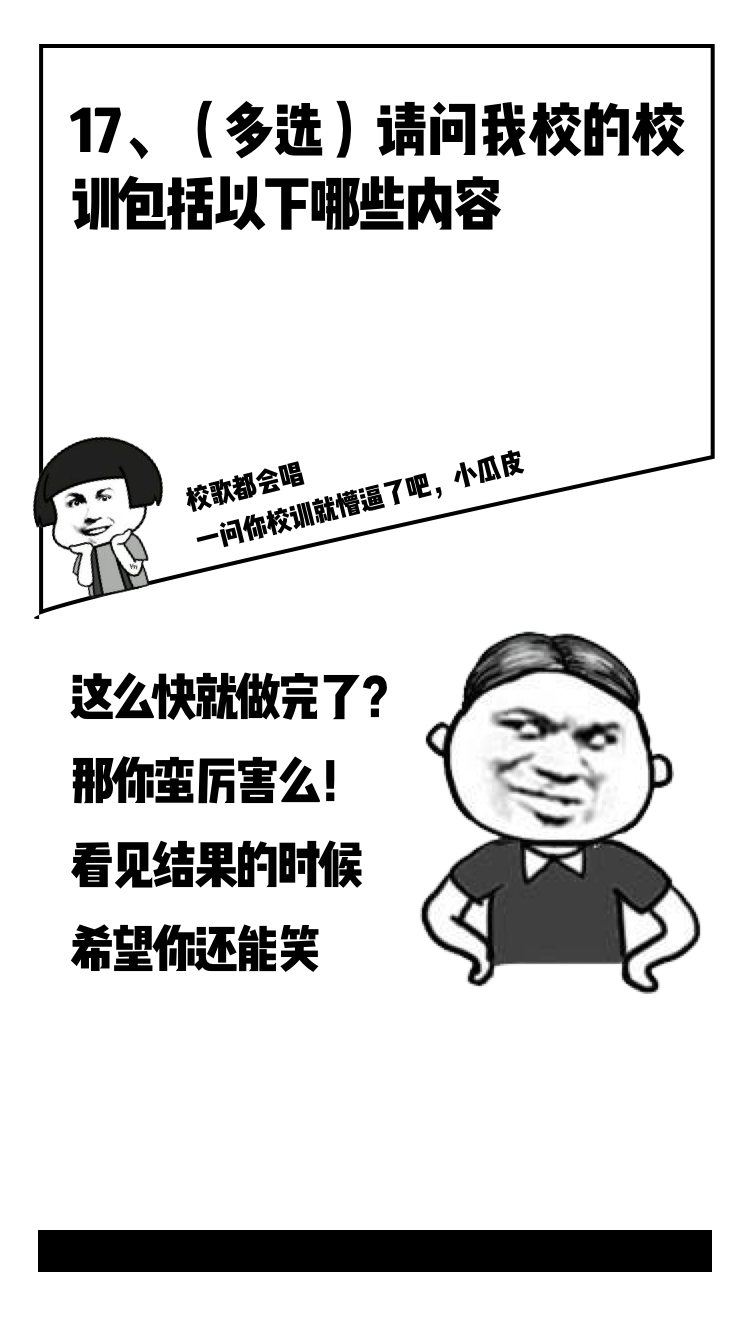 17、（多选）请问我校的校
训包括以下哪些内容
校歌都会唱
一问你校训就懵逼了吧，小瓜皮
这么快就做完了？
那你蛮厉害么！
看见结果的时候
希望你还能笑